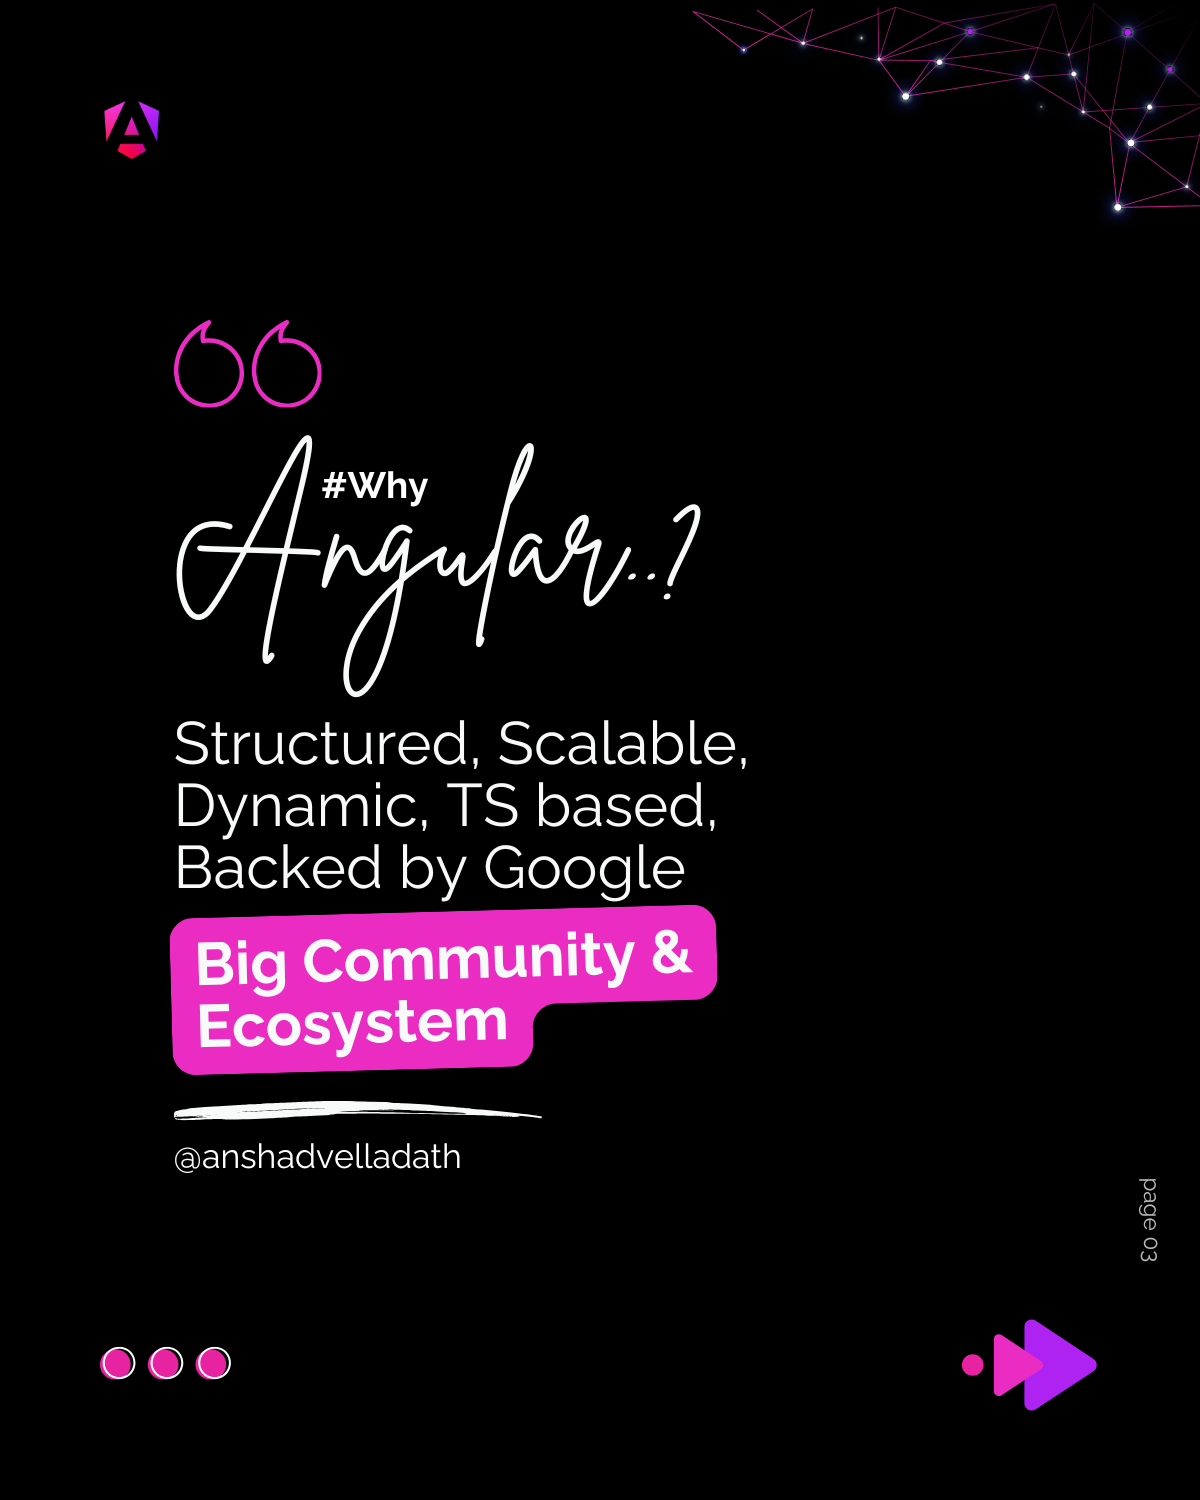 #Why
Angular..?
Structured, Scalable,
Dynamic, TS based,
Backed by Google
Big Community &
Ecosystem
@anshadvelladath
page 03